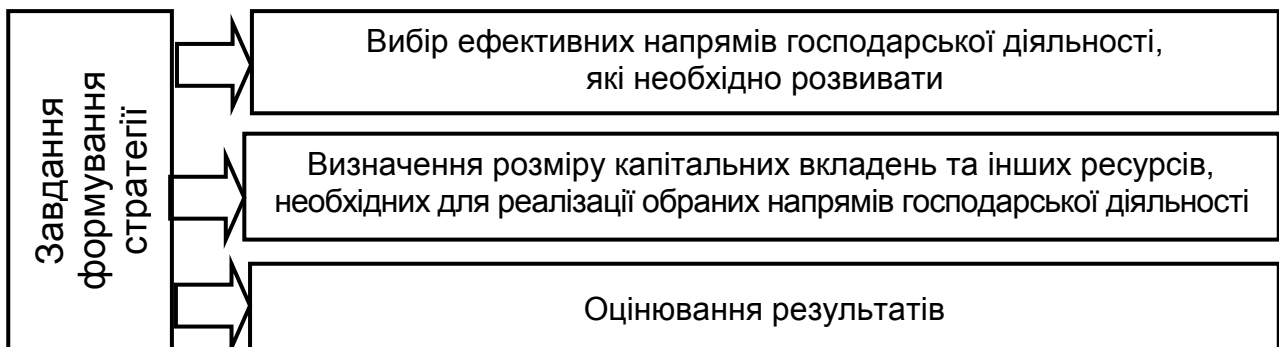 Завдання
формування
стратегії
Вибір ефективних напрямів господарської діяльності,
які необхідно розвивати
Визначення розміру капітальних вкладень та інших ресурсів,
необхідних для реалізації обраних напрямів господарської діяльності
Оцінювання результатів